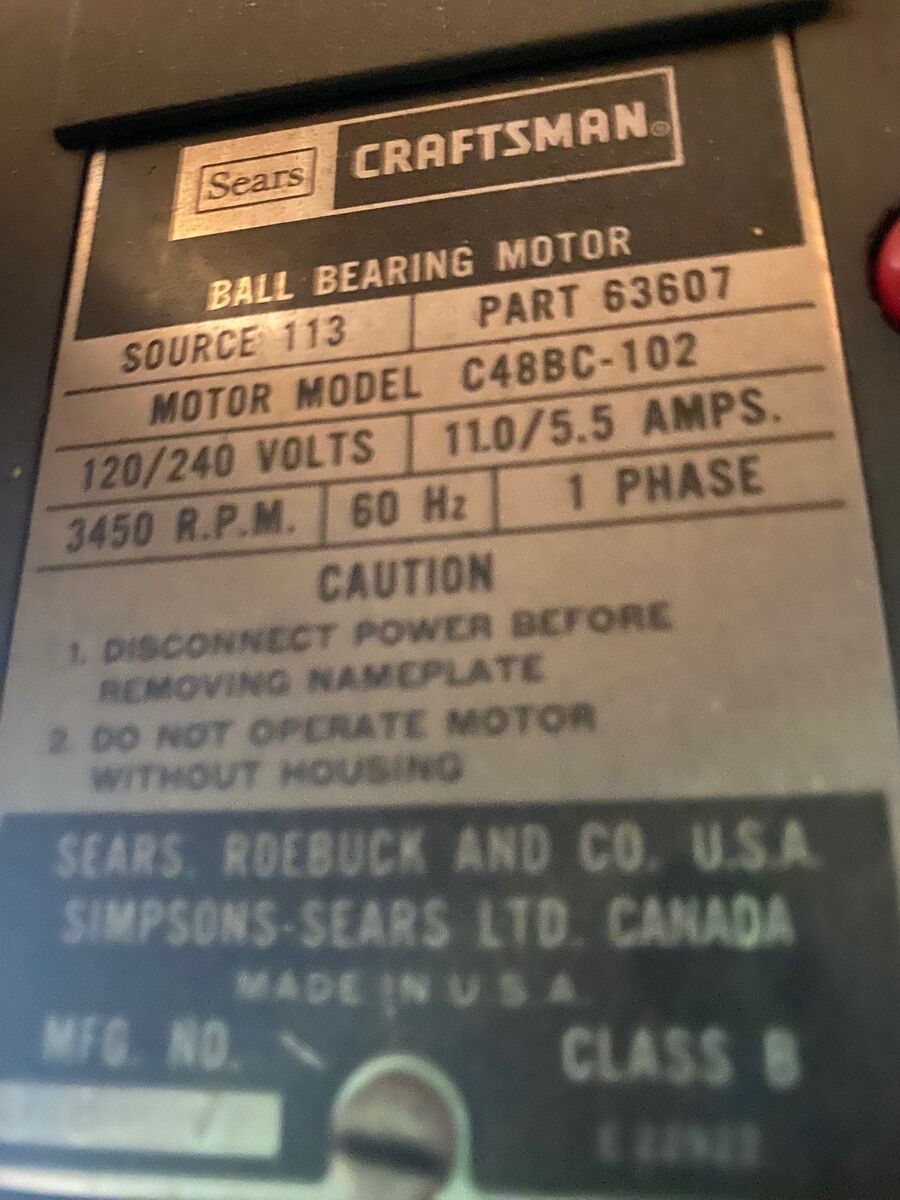 Sears CRAFTSMAN®
BALL BEARING MOTOR
SOURCE 113 PART 63607
MOTOR MODEL C48BC-102
120/240 VOLTS 11.0/5.5 AMPS.
3450 R.P.M. 60 Hz 1 PHASE
CAUTION
1. DISCONNECT POWER BEFORE
REMOVING NAMEPLATE
2. DO NOT OPERATE MOTOR
WITHOUT HOUSING
SEARS, ROEBUCK AND CO. U.S.A.
SIMPSONS-SEARS LTD. CANADA
MADE IN U.S.A.
MFG. NO. CLASS B